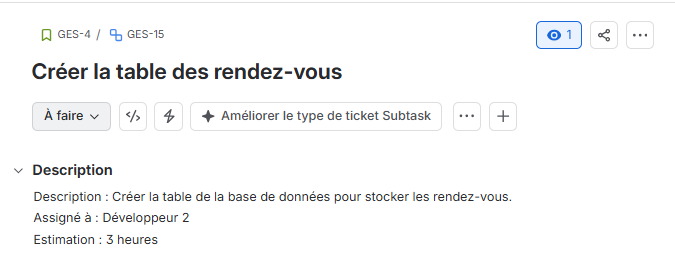 GES-4 / GES-15
1
Créer la table des rendez-vous
À faire
Améliorer le type de ticket Subtask
Description
Description : Créer la table de la base de données pour stocker les rendez-vous.
Assigné à : Développeur 2
Estimation : 3 heures